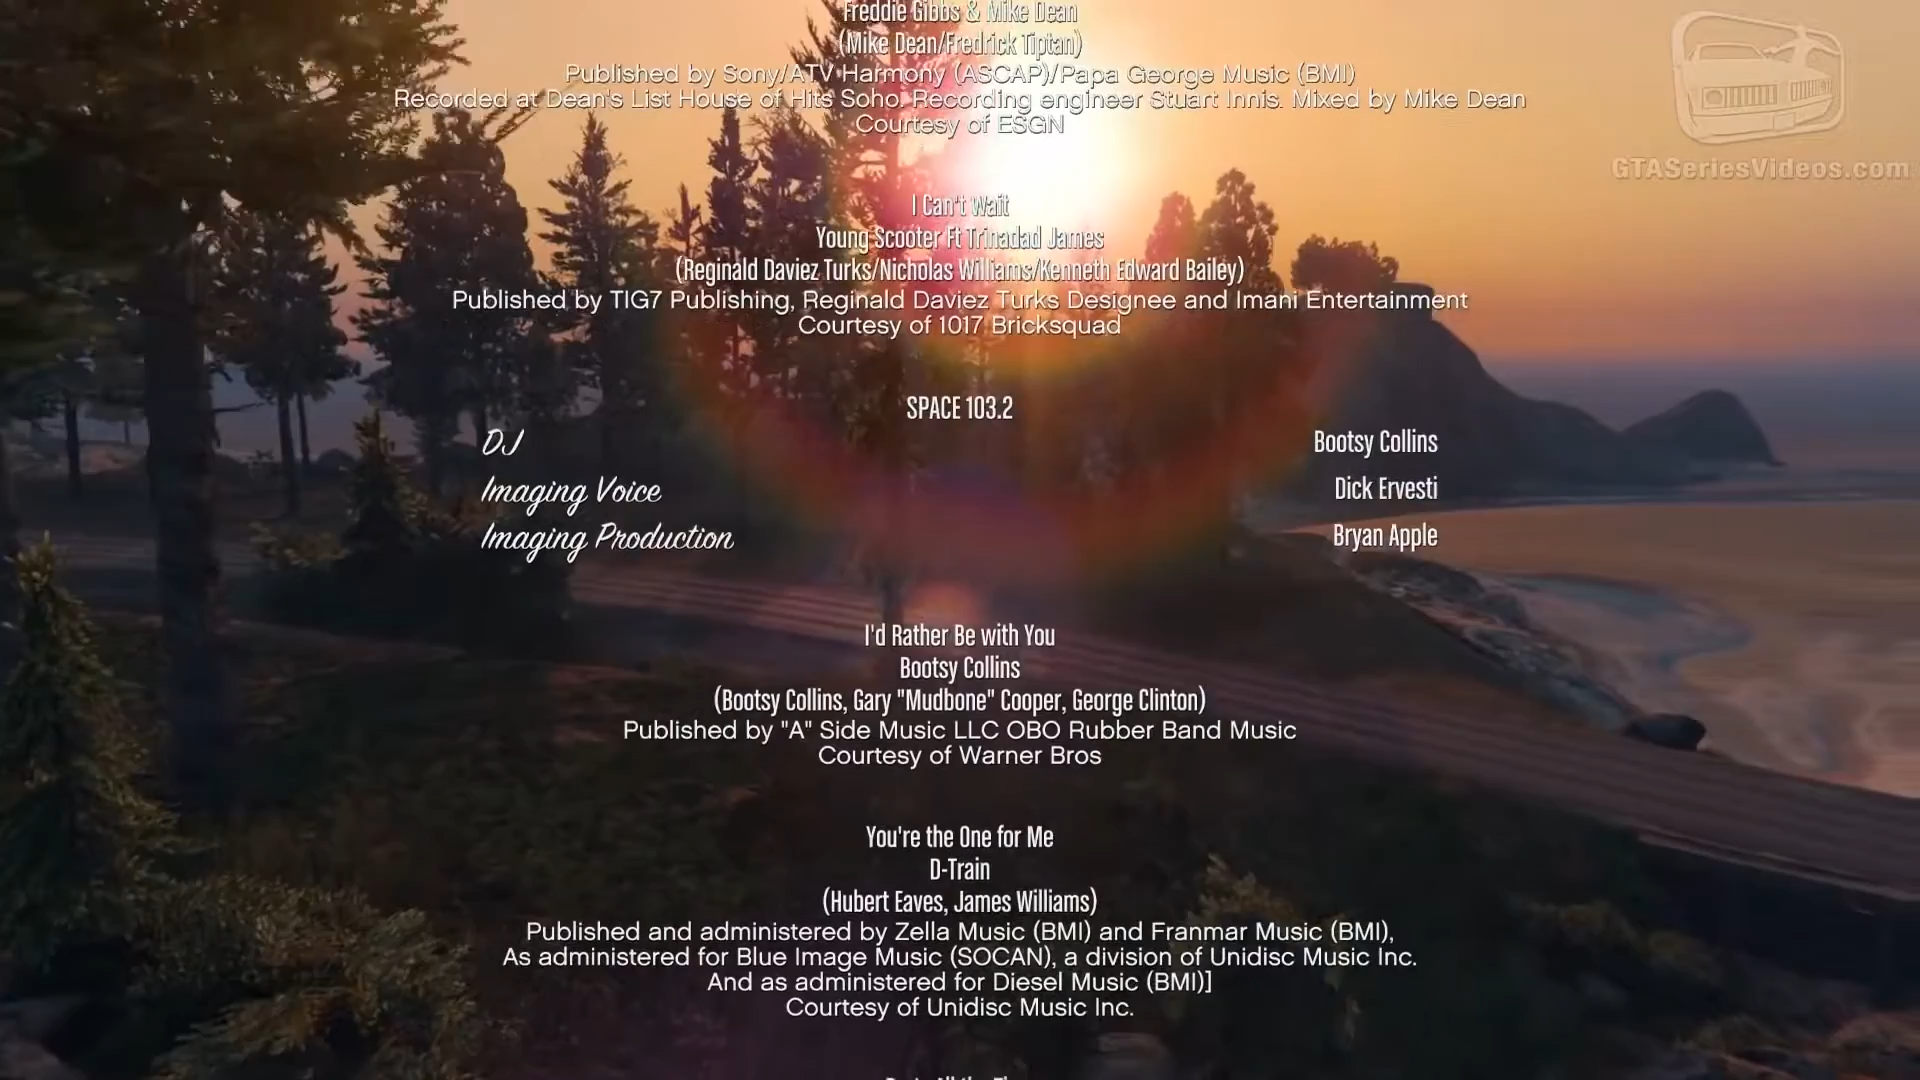 Freddie Gibbs & Mike Dean
(Mike Dean/Fredrick Tiptan)
Published by Sony/ATV Harmony (ASCAP)/Papa George Music (BMI)
Recorded at Dean's List House of Hits Soho. Recording engineer Stuart Innis. Mixed by Mike Dean
Courtesy of ESGN
GTASeriesVideos.com
I Can't Wait
Young Scooter Ft Trinadad James
(Reginald Daviez Turks/Nicholas Williams/Kenneth Edward Bailey)
Published by TIG7 Publishing, Reginald Daviez Turks Designee and Imani Entertainment
Courtesy of 1017 Bricksquad
SPACE 103.2
DJ Bootsy Collins
Imaging Voice Dick Ervesti
Imaging Production Bryan Apple
I'd Rather Be with You
Bootsy Collins
(Bootsy Collins, Gary "Mudbone" Cooper, George Clinton)
Published by "A" Side Music LLC OBO Rubber Band Music
Courtesy of Warner Bros
You're the One for Me
D-Train
(Hubert Eaves, James Williams)
Published and administered by Zella Music (BMI) and Franmar Music (BMI),
As administered for Blue Image Music (SOCAN), a division of Unidisc Music Inc.
And as administered for Diesel Music (BMI)]
Courtesy of Unidisc Music Inc.